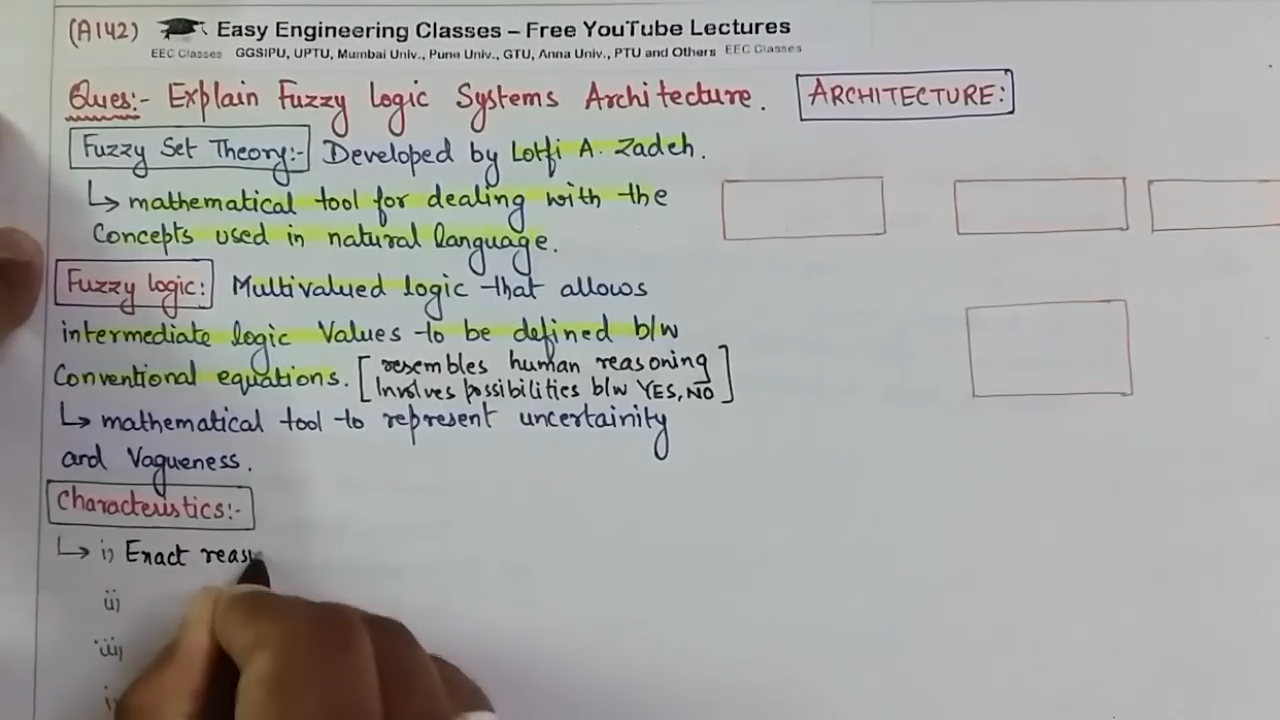 (A142) Easy Engineering Classes – Free YouTube Lectures
EEC Classes GGSIPU, UPTU, Mumbai Univ., Pune Univ., GTU, Anna Univ., PTU and Others EEC Classes
Ques:- Explain Fuzzy Logic Systems Architecture. ARCHITECTURE:
Fuzzy Set Theory:- Developed by Lotfi A. Zadeh.
↳ mathematical tool for dealing with the
Concepts used in natural language.
Fuzzy logic: Multivalued logic that allows
intermediate logic Values to be defined b/w
Conventional equations. [resembles human reasoning
Involves possibilities b/w YES, NO]
↳ mathematical tool to represent uncertainity
and Vagueness.
Characteristics:-
↳ i) Exact reas
ii)
iii)